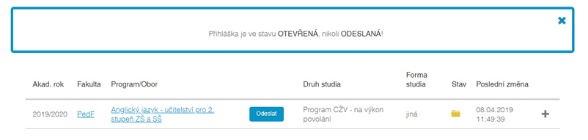 Přihláška je ve stavu OTEVŘENÁ, nikoli ODESLANÁ!
Akad. rok Fakulta Program/Obor Druh studia Forma studia Stav Poslední změna
2019/2020 PedF Anglický jazyk - učitelství pro 2. stupeň ZŠ a SŠ Odeslat Program CŽV - na výkon povolání jiná 08.04.2019 11:49:39